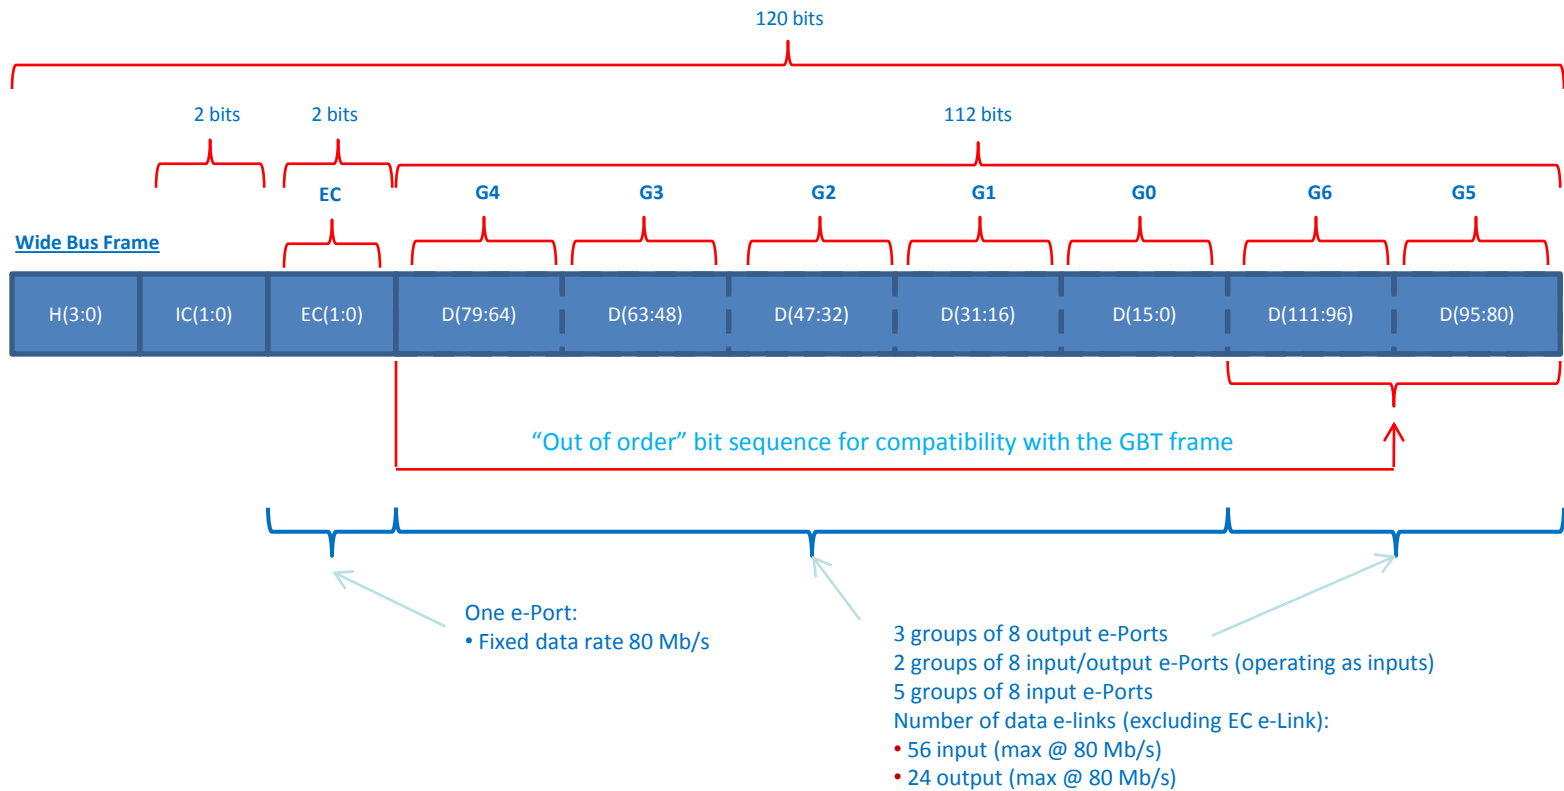 120 bits
2 bits 2 bits 112 bits
EC G4 G3 G2 G1 G0 G6 G5
Wide Bus Frame
H(3:0) IC(1:0) EC(1:0) D(79:64) D(63:48) D(47:32) D(31:16) D(15:0) D(111:96) D(95:80)
“Out of order” bit sequence for compatibility with the GBT frame
One e-Port:
• Fixed data rate 80 Mb/s
3 groups of 8 output e-Ports
2 groups of 8 input/output e-Ports (operating as inputs)
5 groups of 8 input e-Ports
Number of data e-links (excluding EC e-Link):
• 56 input (max @ 80 Mb/s)
• 24 output (max @ 80 Mb/s)